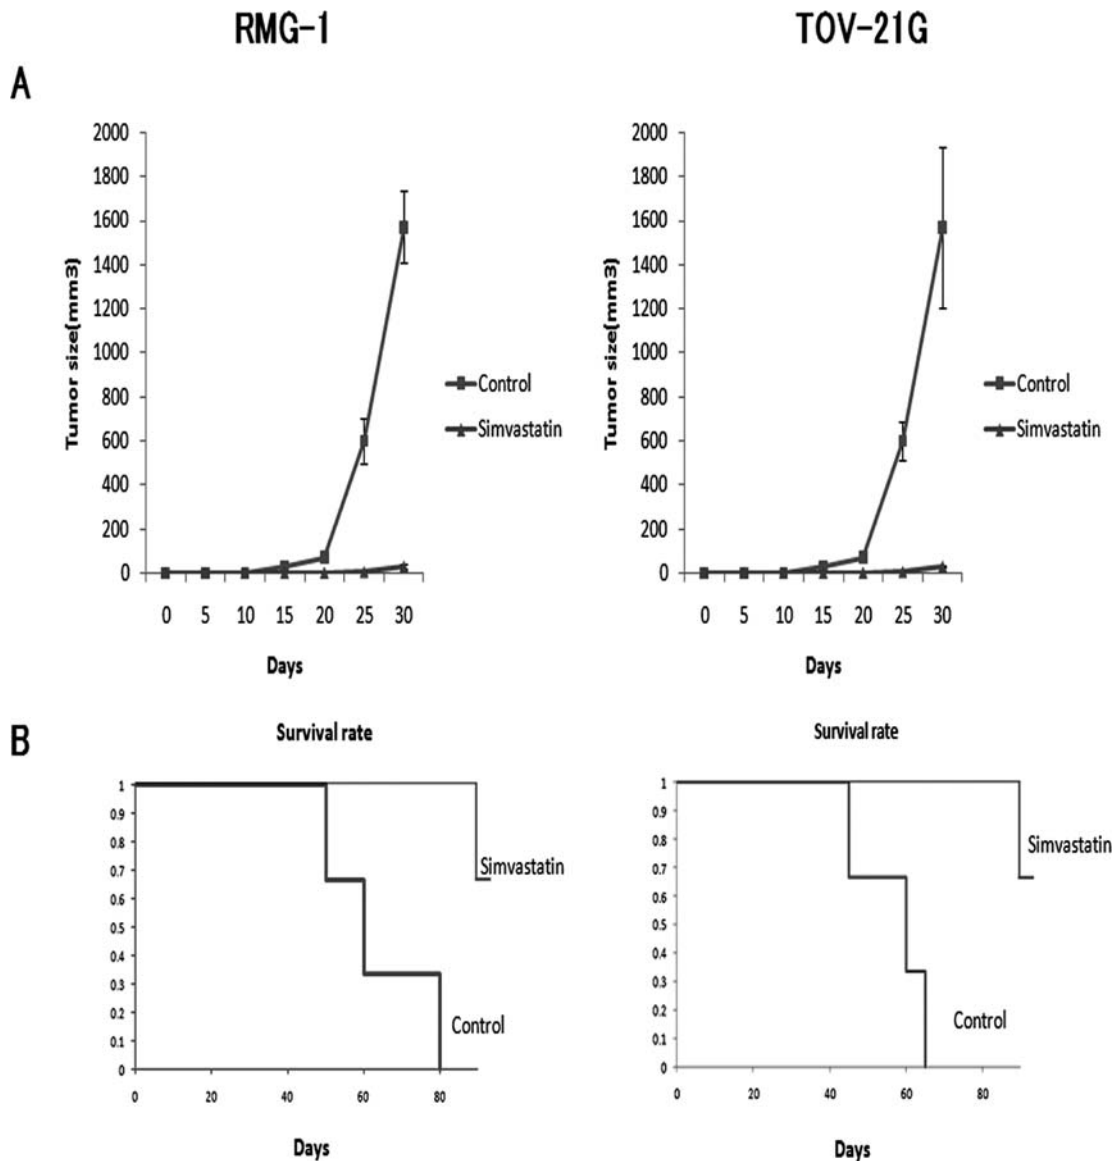 RMG-1
TOV-21G
A
2000
1800
1600
1400
1200
1000
800
600
400
200
0
Tumor size(mm3)
0 5 10 15 20 25 30
Days
Control
Simvastatin
2000
1800
1600
1400
1200
1000
800
600
400
200
0
Tumor size(mm3)
0 5 10 15 20 25 30
Days
Control
Simvastatin
B
Survival rate
1
0.9
0.8
0.7
0.6
0.5
0.4
0.3
0.2
0.1
0
0 20 40 60 80
Days
Simvastatin
Control
Survival rate
1
0.9
0.8
0.7
0.6
0.5
0.4
0.3
0.2
0.1
0
0 20 40 60 80
Days
Simvastatin
Control